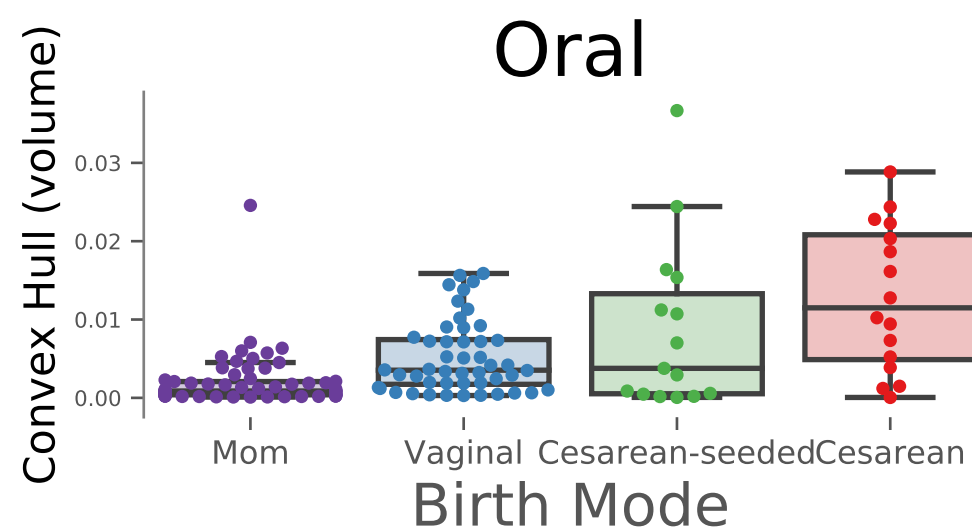 Oral
Convex Hull (volume)
0.03
0.02
0.01
0.00
Mom Vaginal Cesarean-seeded Cesarean
Birth Mode